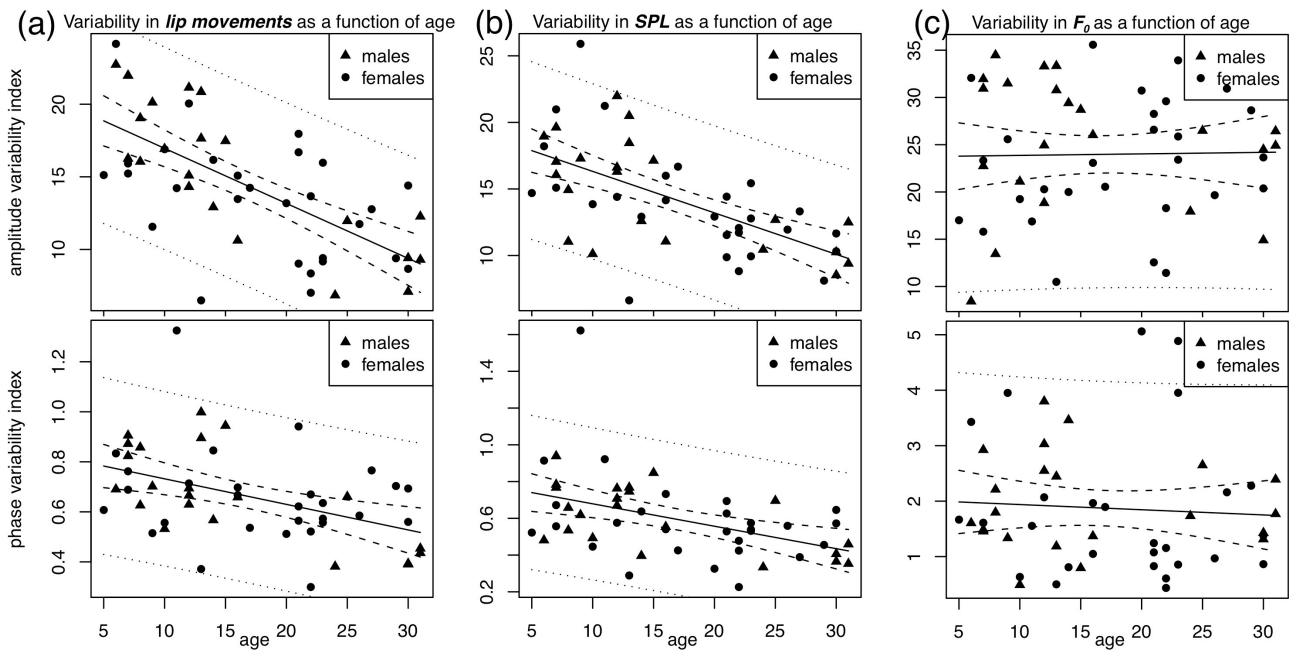 (a) Variability in lip movements as a function of age
(b) Variability in SPL as a function of age
(c) Variability in F0 as a function of age
amplitude variability index
10 15 20
males
females
10 15 20 25
males
females
10 15 20 25 30 35
males
females
phase variability index
0.4 0.6 0.8 1.0 1.2
males
females
0.2 0.6 1.0 1.4
males
females
1 2 3 4 5
males
females
5 10 15 20 25 30
age
5 10 15 20 25 30
age
5 10 15 20 25 30
age